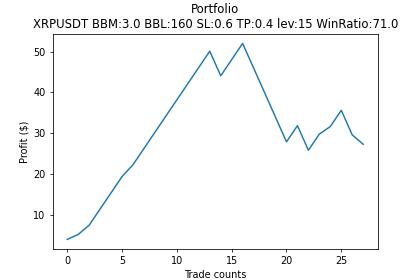 Portfolio
XRPUSDT BBM:3.0 BBL:160 SL:0.6 TP:0.4 lev:15 WinRatio:71.0
50
40
30
20
10
Profit ($)
0 5 10 15 20 25
Trade counts